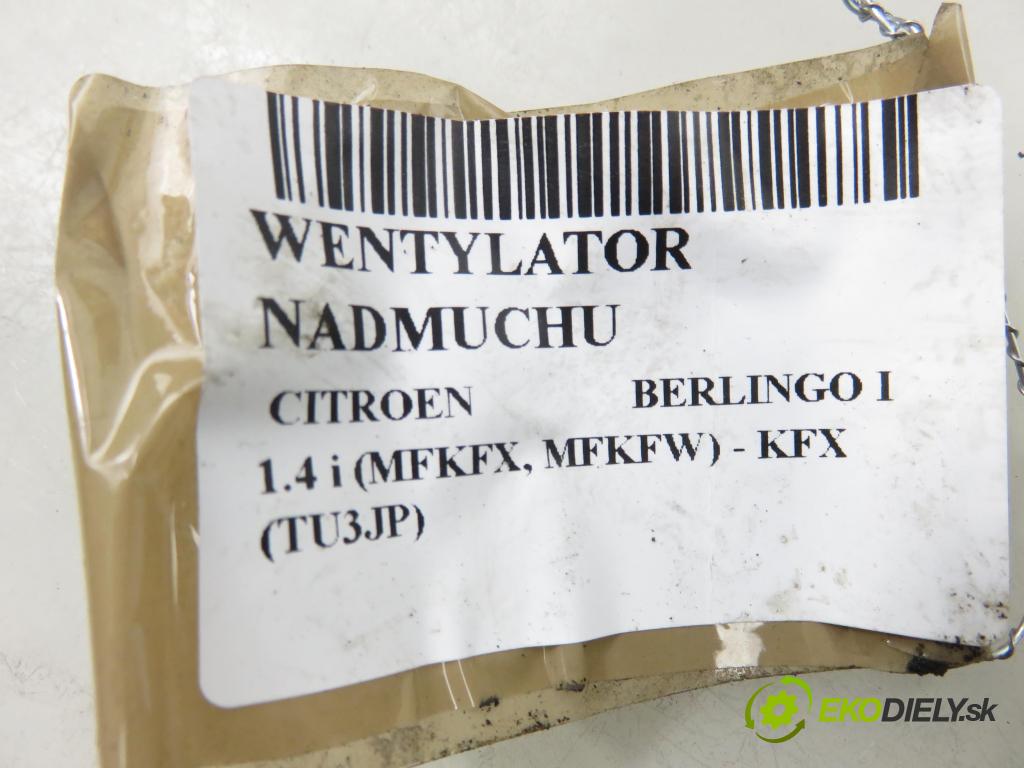 WENTYLATOR
NADMUCHU
CITROEN BERLINGO I
1.4 i (MFKFX, MFKFW) - KFX
(TU3JP)
EKODIELY.sk